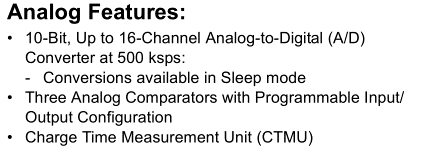 Analog Features:
• 10-Bit, Up to 16-Channel Analog-to-Digital (A/D)
Converter at 500 ksps:
- Conversions available in Sleep mode
• Three Analog Comparators with Programmable Input/
Output Configuration
• Charge Time Measurement Unit (CTMU)